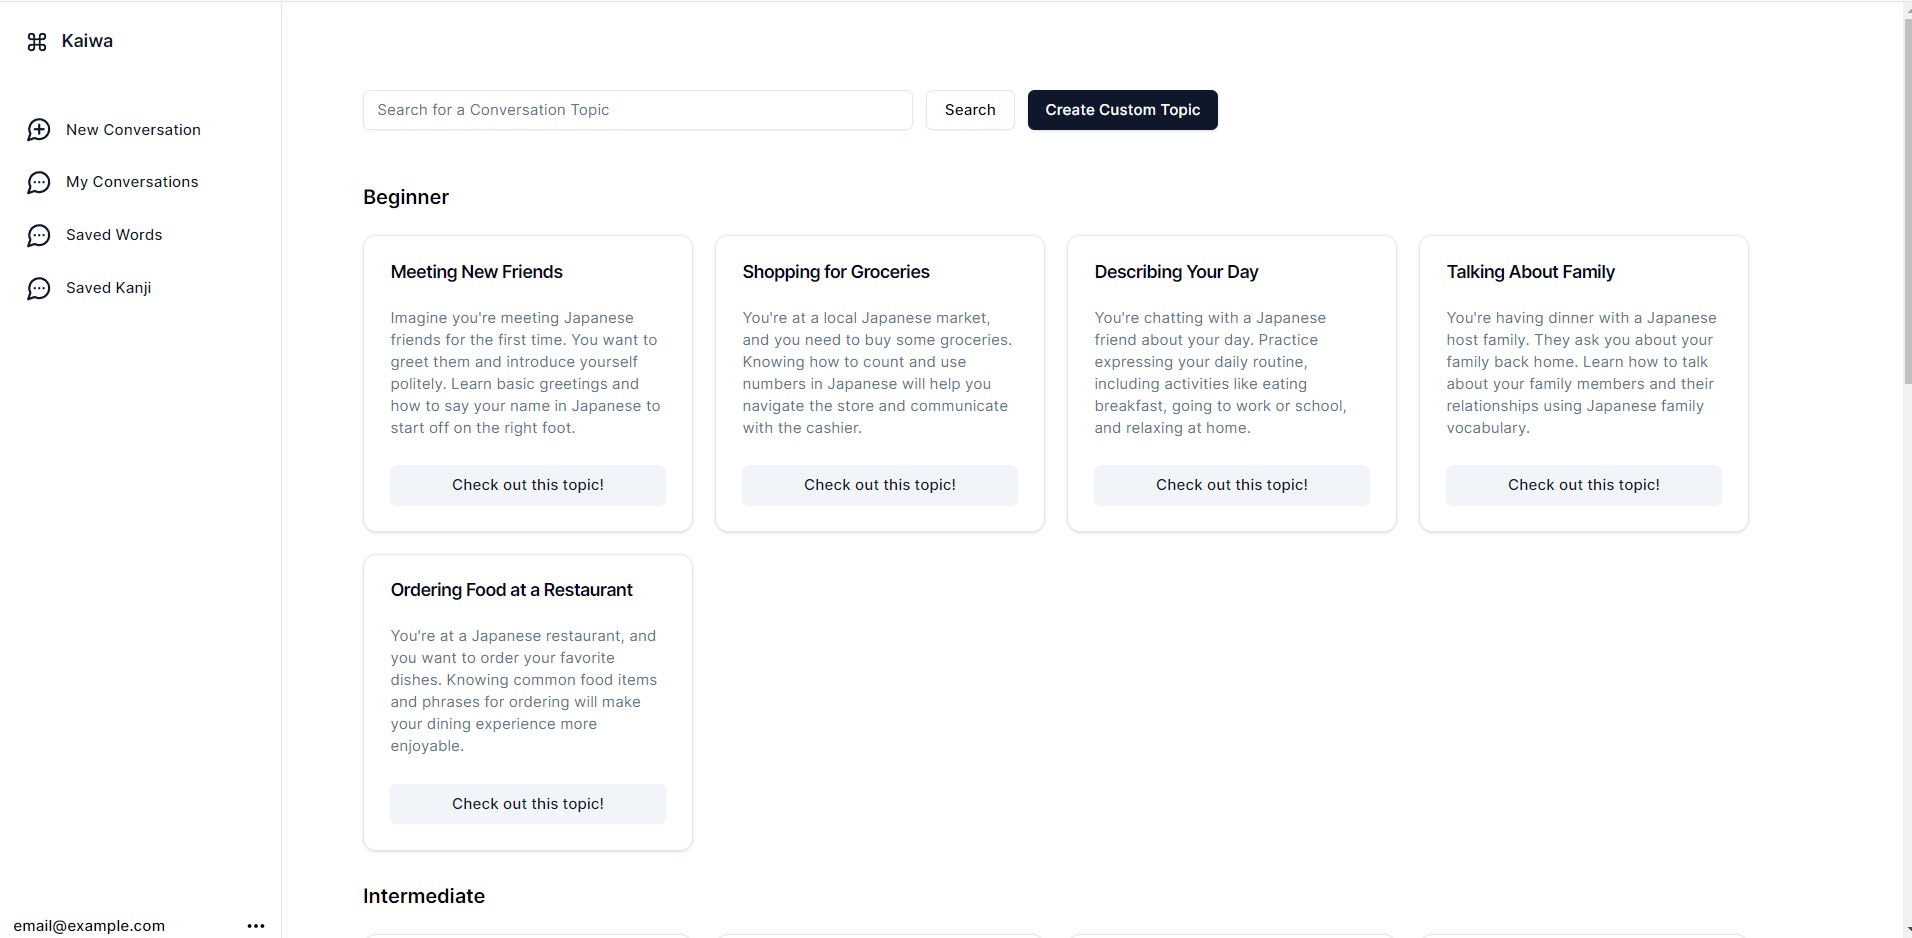 Kaiwa
New Conversation
My Conversations
Saved Words
Saved Kanji
email@example.com
Search for a Conversation Topic
Search
Create Custom Topic
Beginner
Meeting New Friends
Imagine you're meeting Japanese
friends for the first time. You want to
greet them and introduce yourself
politely. Learn basic greetings and
how to say your name in Japanese to
start off on the right foot.
Check out this topic!
Shopping for Groceries
You're at a local Japanese market,
and you need to buy some groceries.
Knowing how to count and use
numbers in Japanese will help you
navigate the store and communicate
with the cashier.
Check out this topic!
Describing Your Day
You're chatting with a Japanese
friend about your day. Practice
expressing your daily routine,
including activities like eating
breakfast, going to work or school,
and relaxing at home.
Check out this topic!
Talking About Family
You're having dinner with a Japanese
host family. They ask you about your
family back home. Learn how to talk
about your family members and their
relationships using Japanese family
vocabulary.
Check out this topic!
Ordering Food at a Restaurant
You're at a Japanese restaurant, and
you want to order your favorite
dishes. Knowing common food items
and phrases for ordering will make
your dining experience more
enjoyable.
Check out this topic!
Intermediate